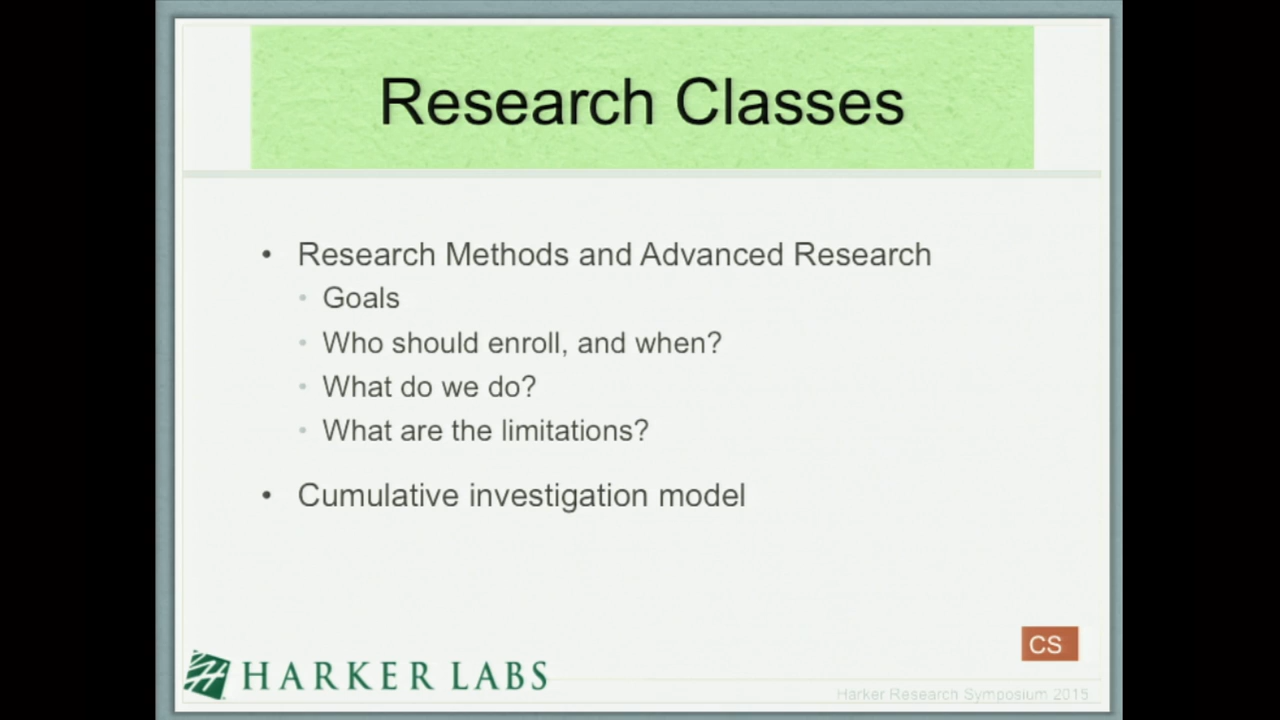 Research Classes
• Research Methods and Advanced Research
• Goals
• Who should enroll, and when?
• What do we do?
• What are the limitations?
• Cumulative investigation model
CS
HARKER LABS
Harker Research Symposium 2015